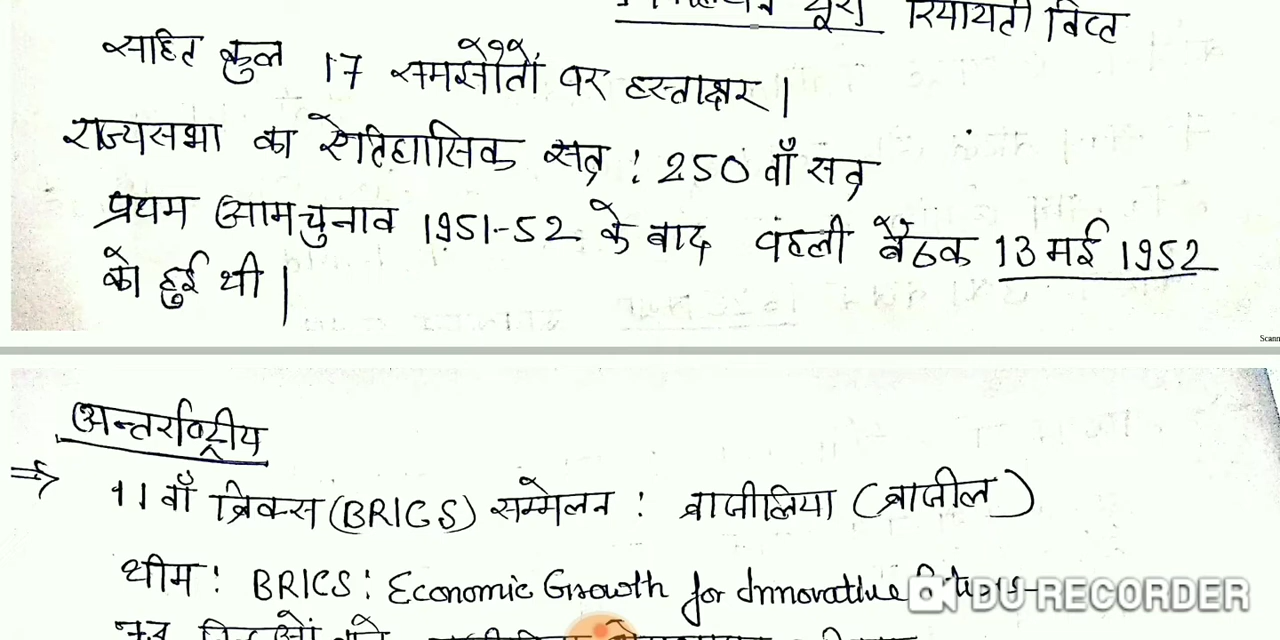 रियायती वित्त
सहित कुल 17 समझौतों पर हस्ताक्षर।
राज्यसभा का ऐतिहासिक सत्र : 250 वाँ सत्र
प्रथम आमचुनाव 1951-52 के बाद पहली बैठक 13 मई 1952
को हुई थी।
Scann
अन्तर्राष्ट्रीय
⇒ 11 वाँ ब्रिक्स (BRICS) सम्मेलन : ब्राजीलिया (ब्राजील)
थीम : BRICS : Economic Growth for Innovative
DU RECORDER